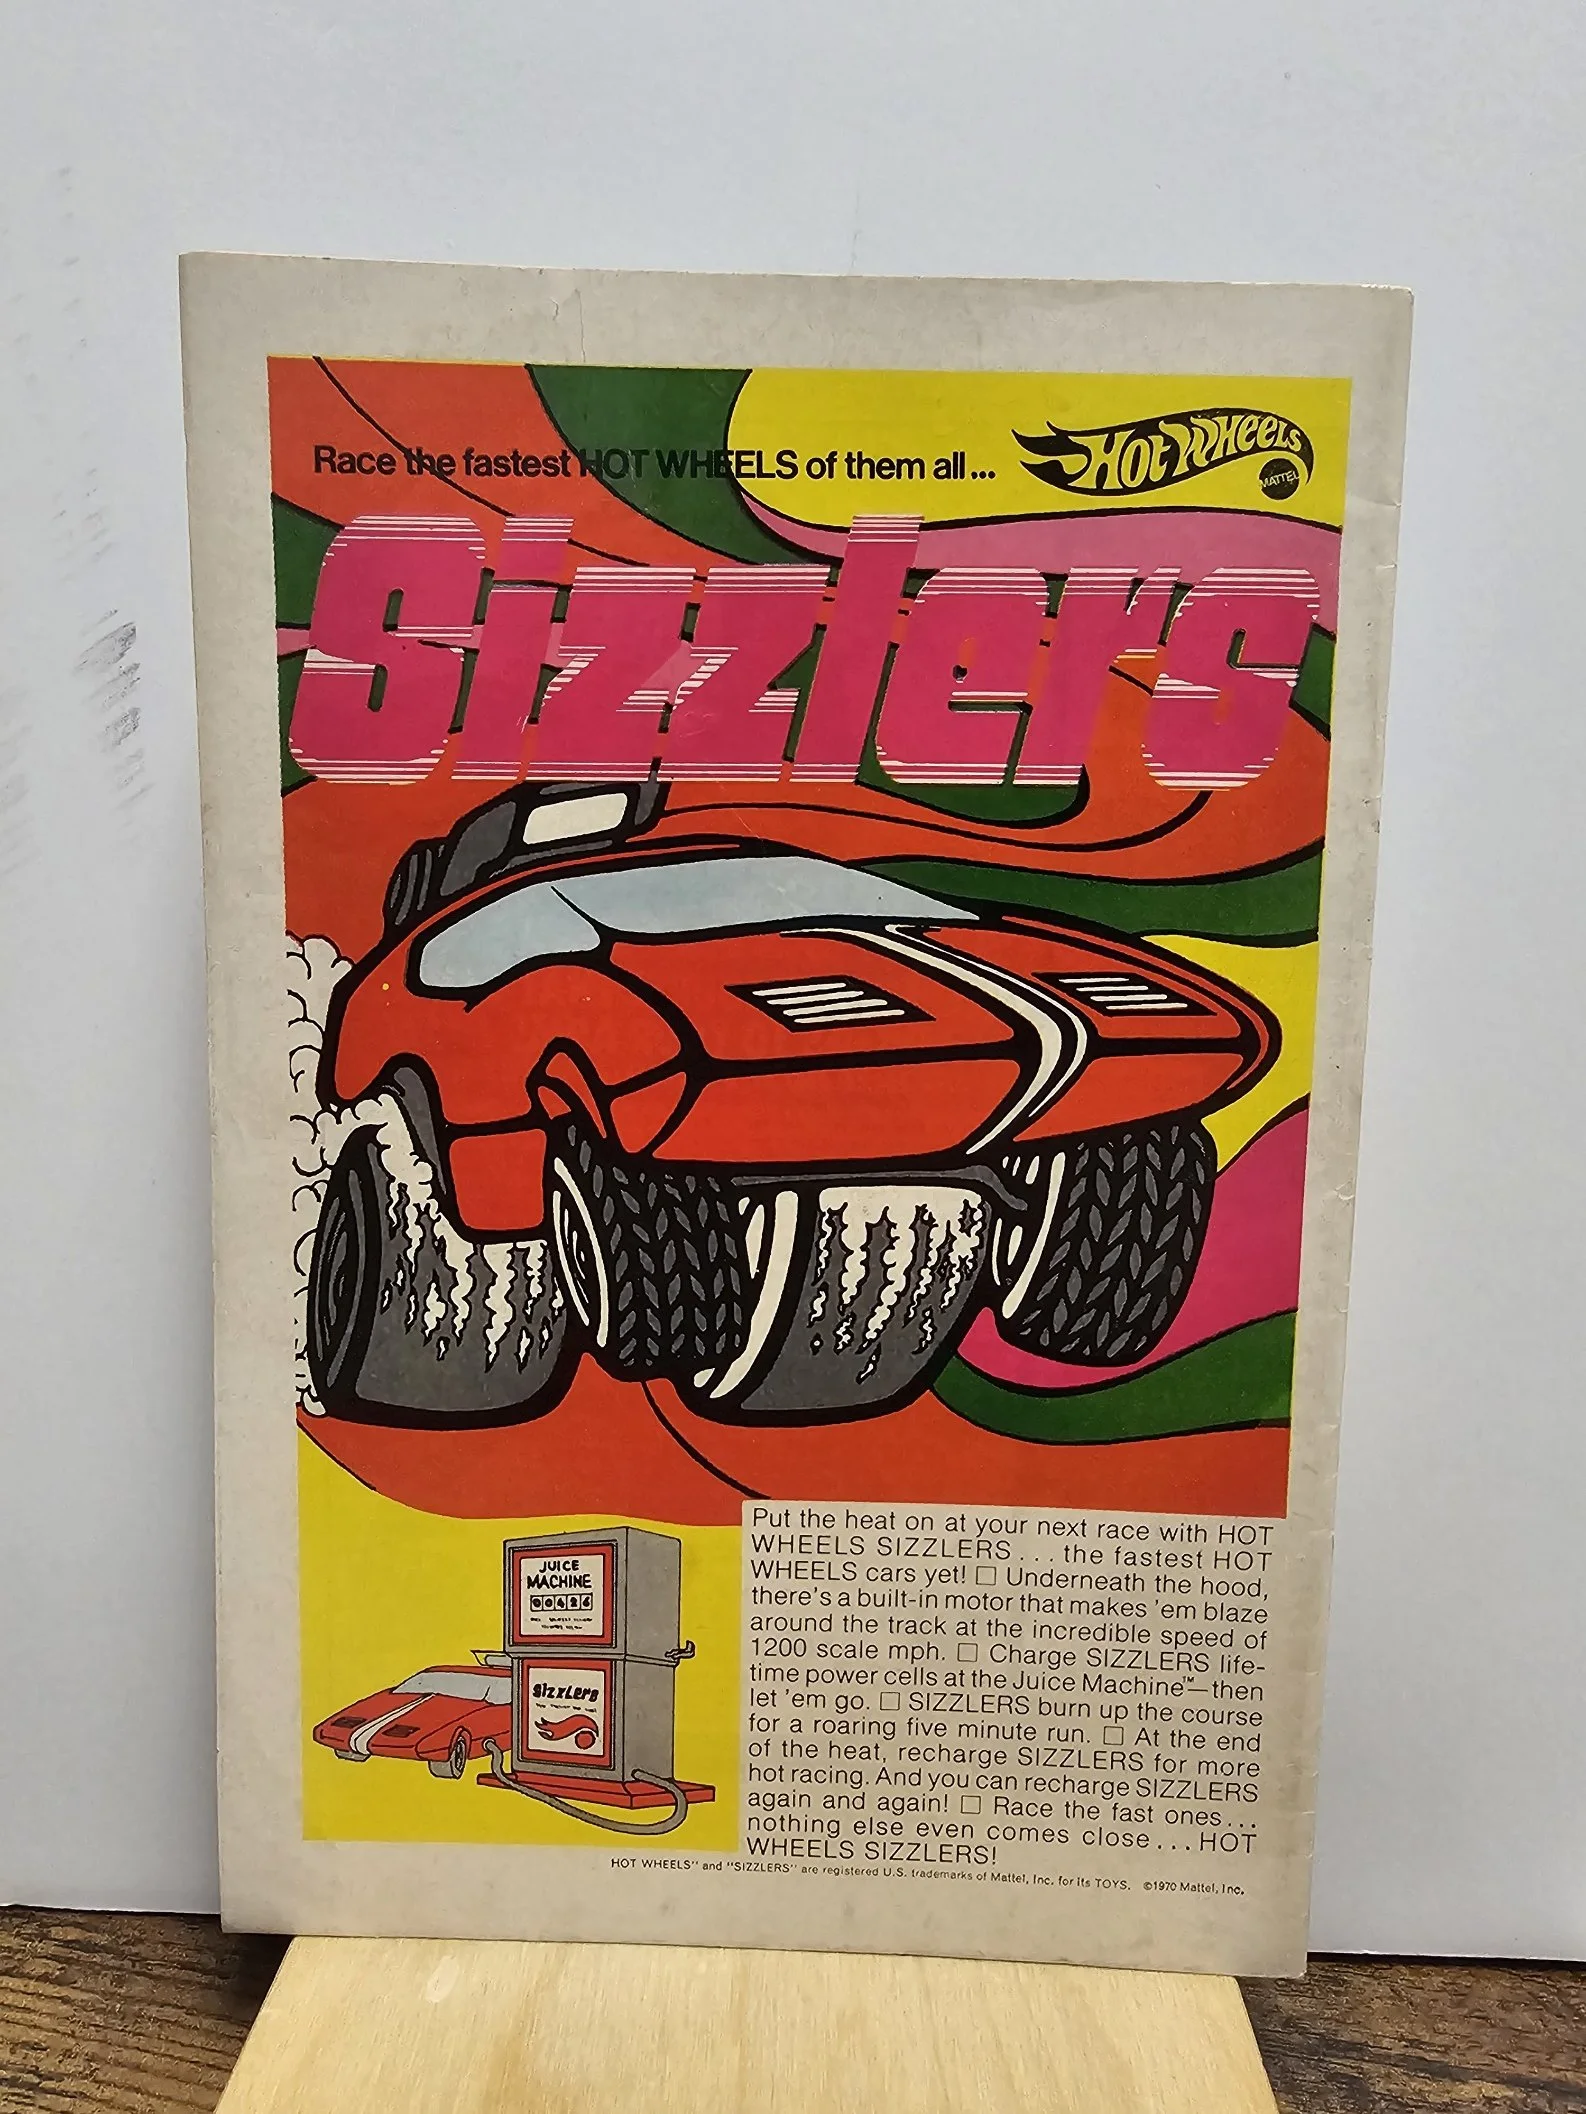 Race the fastest HOT WHEELS of them all...
HOT WHEELS
MATTEL
Sizzlers
JUICE
MACHINE
00426
Sizzlers
Put the heat on at your next race with HOT
WHEELS SIZZLERS . . . the fastest HOT
WHEELS cars yet! □ Underneath the hood,
there's a built-in motor that makes 'em blaze
around the track at the incredible speed of
1200 scale mph. □ Charge SIZZLERS life-
time power cells at the Juice Machine™—then
let 'em go. □ SIZZLERS burn up the course
for a roaring five minute run. □ At the end
of the heat, recharge SIZZLERS for more
hot racing. And you can recharge SIZZLERS
again and again! □ Race the fast ones...
nothing else even comes close...HOT
WHEELS SIZZLERS!
HOT WHEELS" and "SIZZLERS" are registered U.S. trademarks of Mattel, Inc. for its TOYS. ©1970 Mattel, Inc.